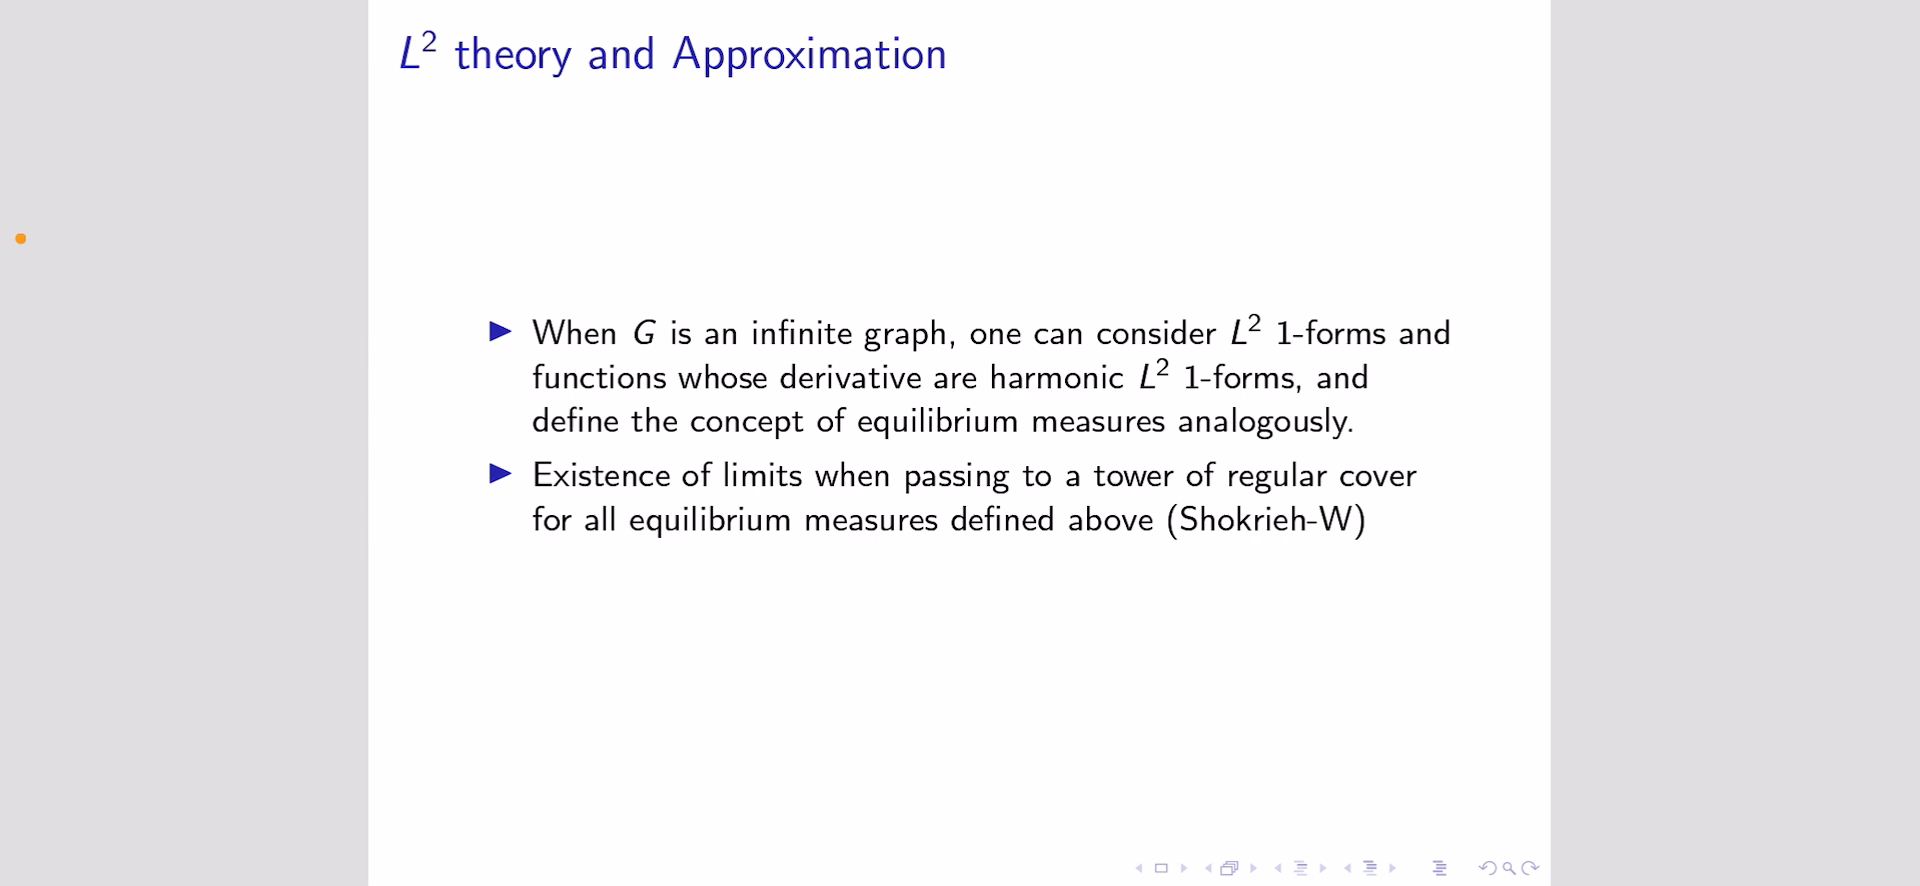 L² theory and Approximation
▶ When G is an infinite graph, one can consider L² 1-forms and
functions whose derivative are harmonic L² 1-forms, and
define the concept of equilibrium measures analogously.
▶ Existence of limits when passing to a tower of regular cover
for all equilibrium measures defined above (Shokrieh-W)